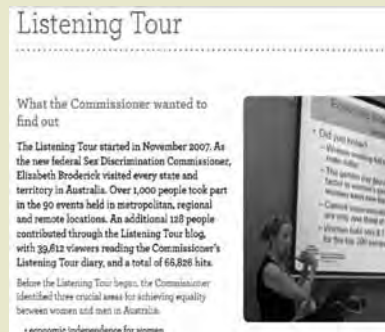 Listening Tour
What the Commissioner wanted to
find out
The Listening Tour started in November 2007. As
the new federal Sex Discrimination Commissioner,
Elizabeth Broderick visited every state and
territory in Australia. Over 1,000 people took part
in the 90 events held in metropolitan, regional
and remote locations. An additional 128 people
contributed through the Listening Tour blog,
with 39,612 viewers reading the Commissioner's
Listening Tour diary, and a total of 66,826 hits.
Before the Listening Tour began, the Commissioner
identified three crucial areas for achieving equality
between women and men in Australia:
• economic independence for women
• Did you know?